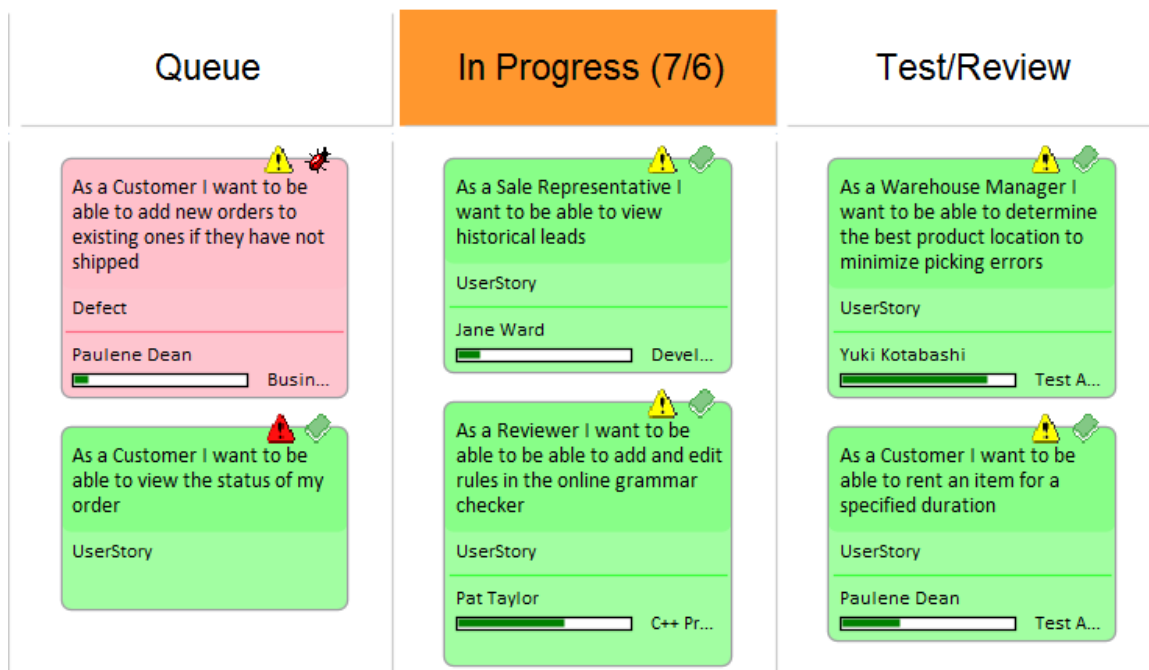 Queue
In Progress (7/6)
Test/Review
As a Customer I want to be
able to add new orders to
existing ones if they have not
shipped
Defect
Paulene Dean
Busin...
As a Customer I want to be
able to view the status of my
order
UserStory
As a Sale Representative I
want to be able to view
historical leads
UserStory
Jane Ward
Devel...
As a Reviewer I want to be
able to be able to add and edit
rules in the online grammar
checker
UserStory
Pat Taylor
C++ Pr...
As a Warehouse Manager I
want to be able to determine
the best product location to
minimize picking errors
UserStory
Yuki Kotabashi
Test A...
As a Customer I want to be
able to rent an item for a
specified duration
UserStory
Paulene Dean
Test A...